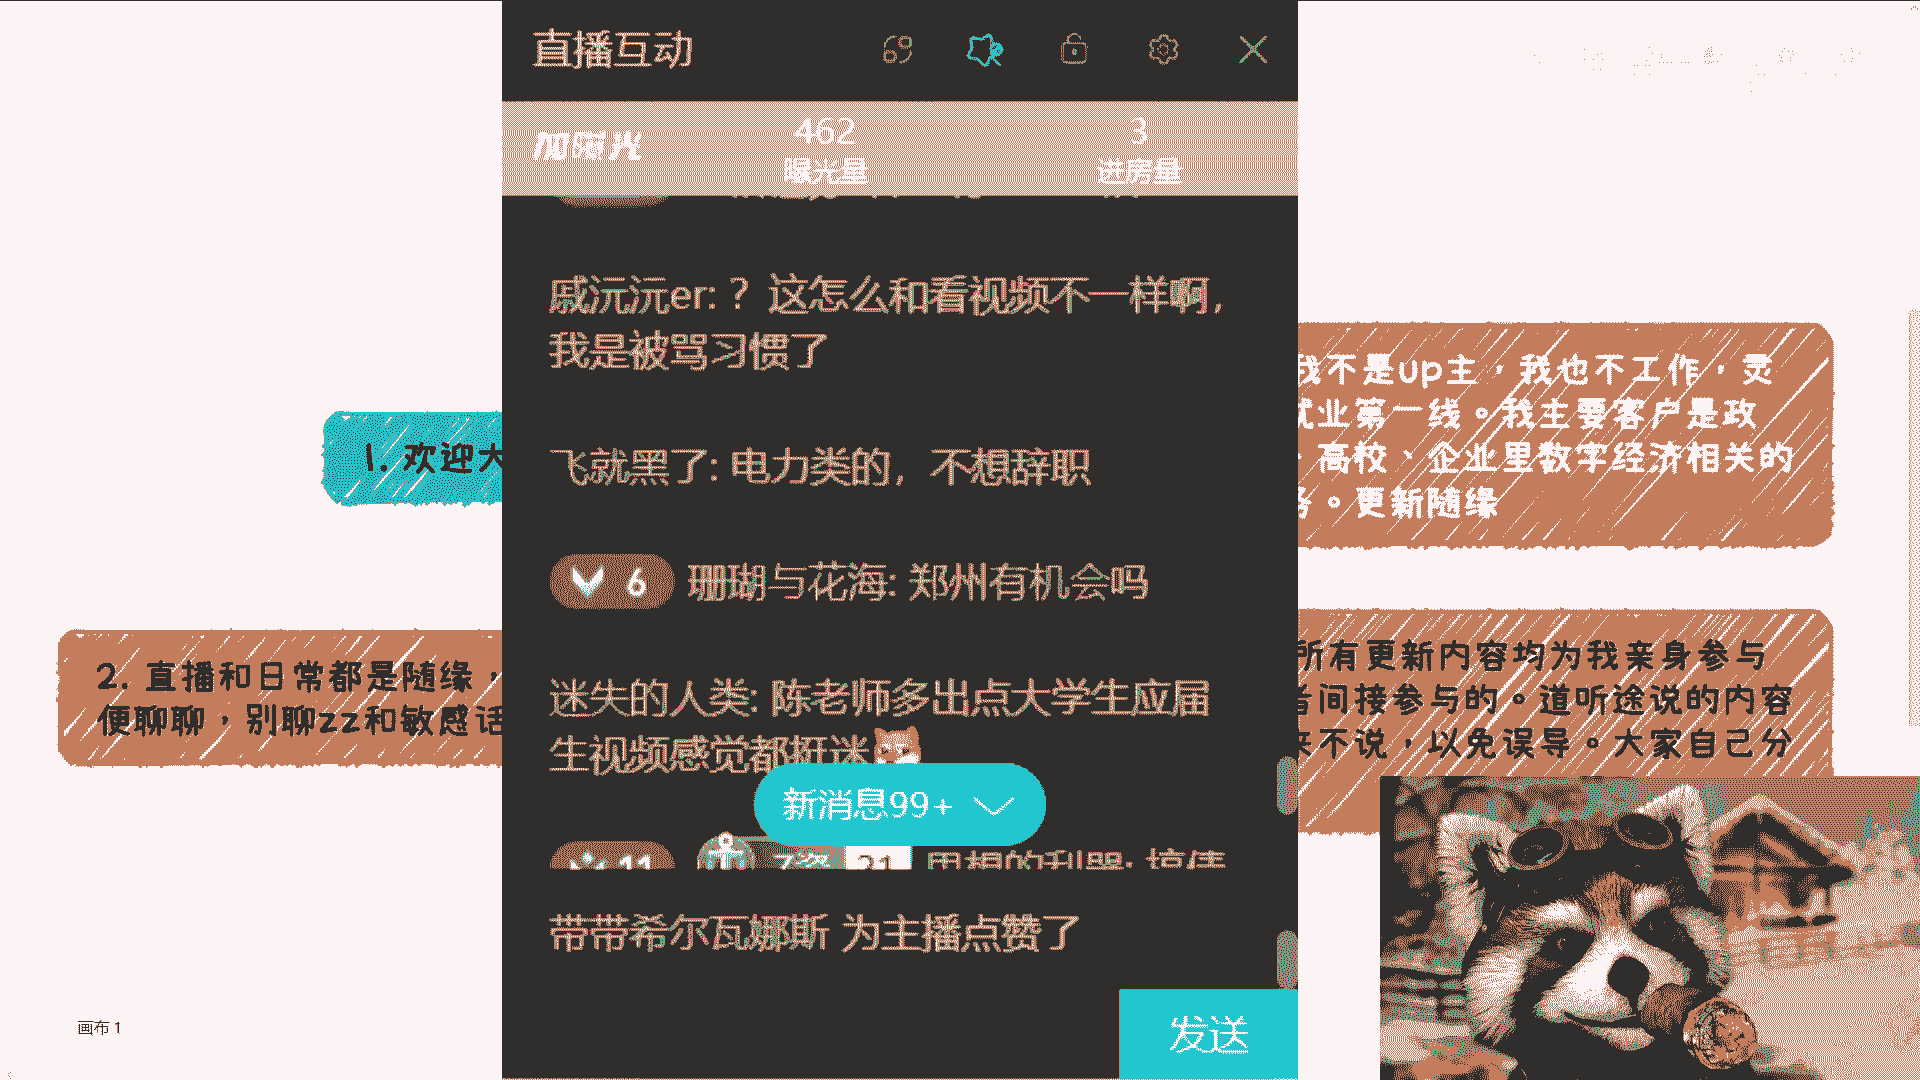 直播互动
加曝光
462
3
曝光量
进房量
戚沅沅er: ？这怎么和看视频不一样啊，
我是被骂习惯了
飞就黑了: 电力类的，不想辞职
6 珊瑚与花海: 郑州有机会吗
迷失的人类: 陈老师多出点大学生应届
生视频感觉都挺迷
新消息99+
11
21
带带希尔瓦娜斯 为主播点赞了
发送
1. 欢迎大
2. 直播和日常都是随缘，
便聊聊，别聊zz和敏感话
我不是up主，我也不工作，灵
就业第一线。我主要客户是政
、高校、企业里数字经济相关的
务。更新随缘
所有更新内容均为我亲身参与
者间接参与的。道听途说的内容
来不说，以免误导。大家自己分
画布 1